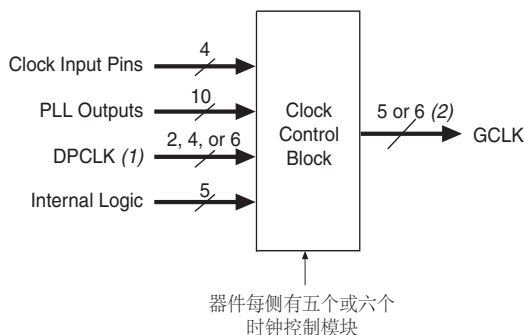 4
Clock Input Pins
10
PLL Outputs
2, 4, or 6
DPCLK (1)
5
Internal Logic
Clock
Control
Block
5 or 6 (2)
GCLK
器件每侧有五个或六个
时钟控制模块